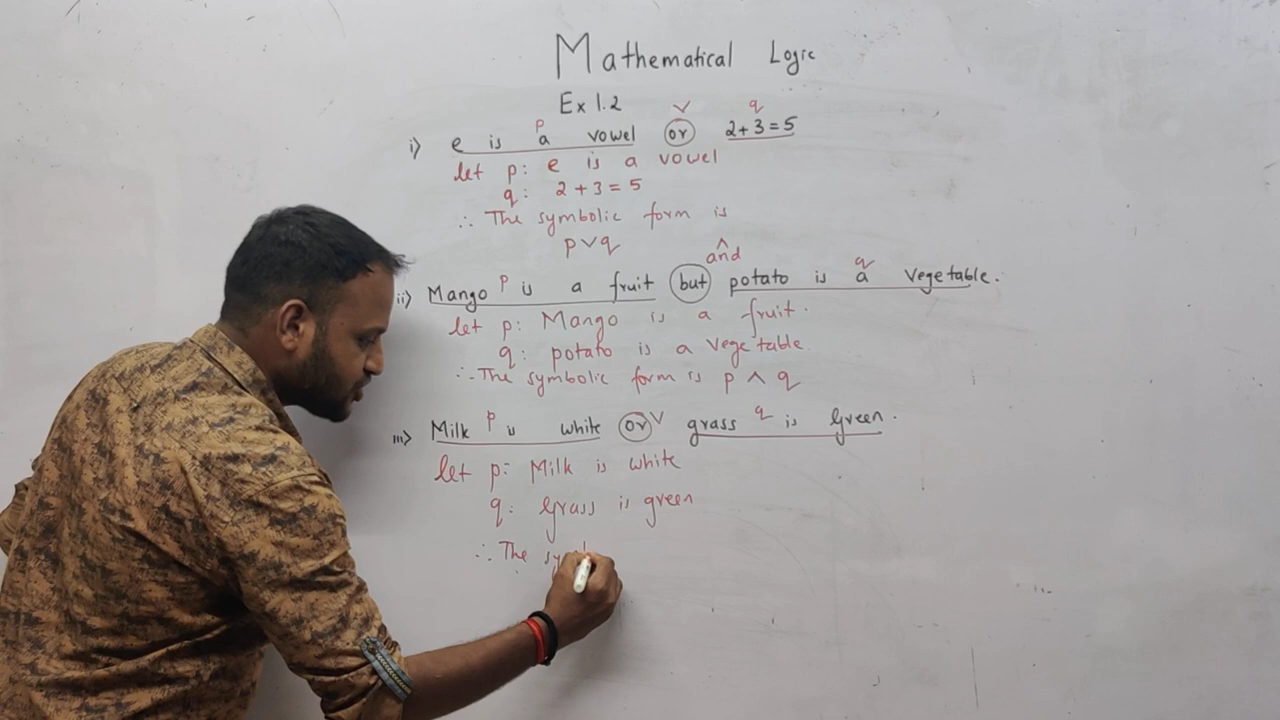 Mathematical Logic
Ex 1.2
p ∨ q
i) e is a vowel or 2+3=5
let p: e is a vowel
q: 2+3=5
∴ The symbolic form is
p∨q
∧
and
p q
ii) Mango is a fruit but potato is a Vegetable.
let p: Mango is a fruit.
q: potato is a Vegetable.
∴ The symbolic form is p ∧ q
p ∨ q
iii) Milk is white or grass is Green.
let p: Milk is white
q: Grass is green
∴ The